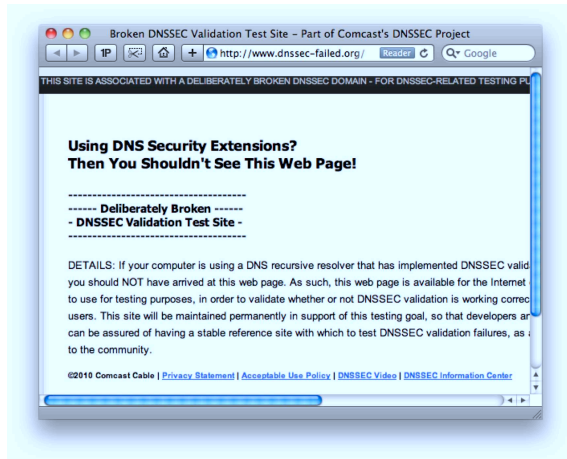 Broken DNSSEC Validation Test Site – Part of Comcast's DNSSEC Project
1P
+
http://www.dnssec-failed.org/
Reader
Google
THIS SITE IS ASSOCIATED WITH A DELIBERATELY BROKEN DNSSEC DOMAIN - FOR DNSSEC-RELATED TESTING PU
Using DNS Security Extensions?
Then You Shouldn't See This Web Page!
-------------------------------------
------ Deliberately Broken ------
- DNSSEC Validation Test Site -
-------------------------------------
DETAILS: If your computer is using a DNS recursive resolver that has implemented DNSSEC valid
you should NOT have arrived at this web page. As such, this web page is available for the Internet
to use for testing purposes, in order to validate whether or not DNSSEC validation is working correc
users. This site will be maintained permanently in support of this testing goal, so that developers an
can be assured of having a stable reference site with which to test DNSSEC validation failures, as
to the community.
©2010 Comcast Cable | Privacy Statement | Acceptable Use Policy | DNSSEC Video | DNSSEC Information Center